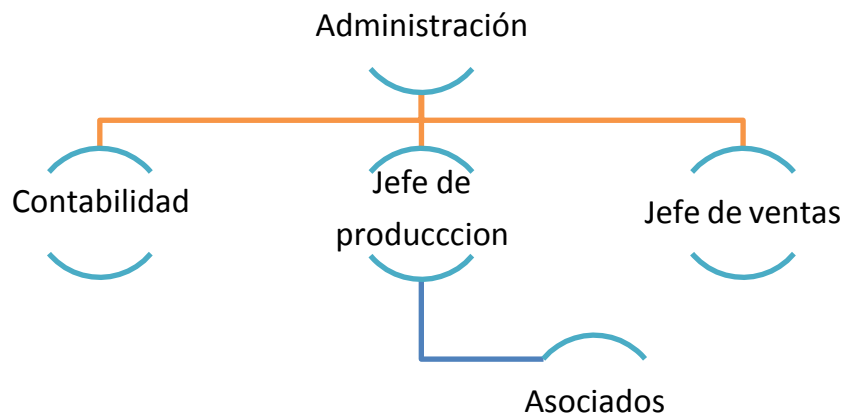 Administración
Contabilidad
Jefe de
producccion
Jefe de ventas
Asociados